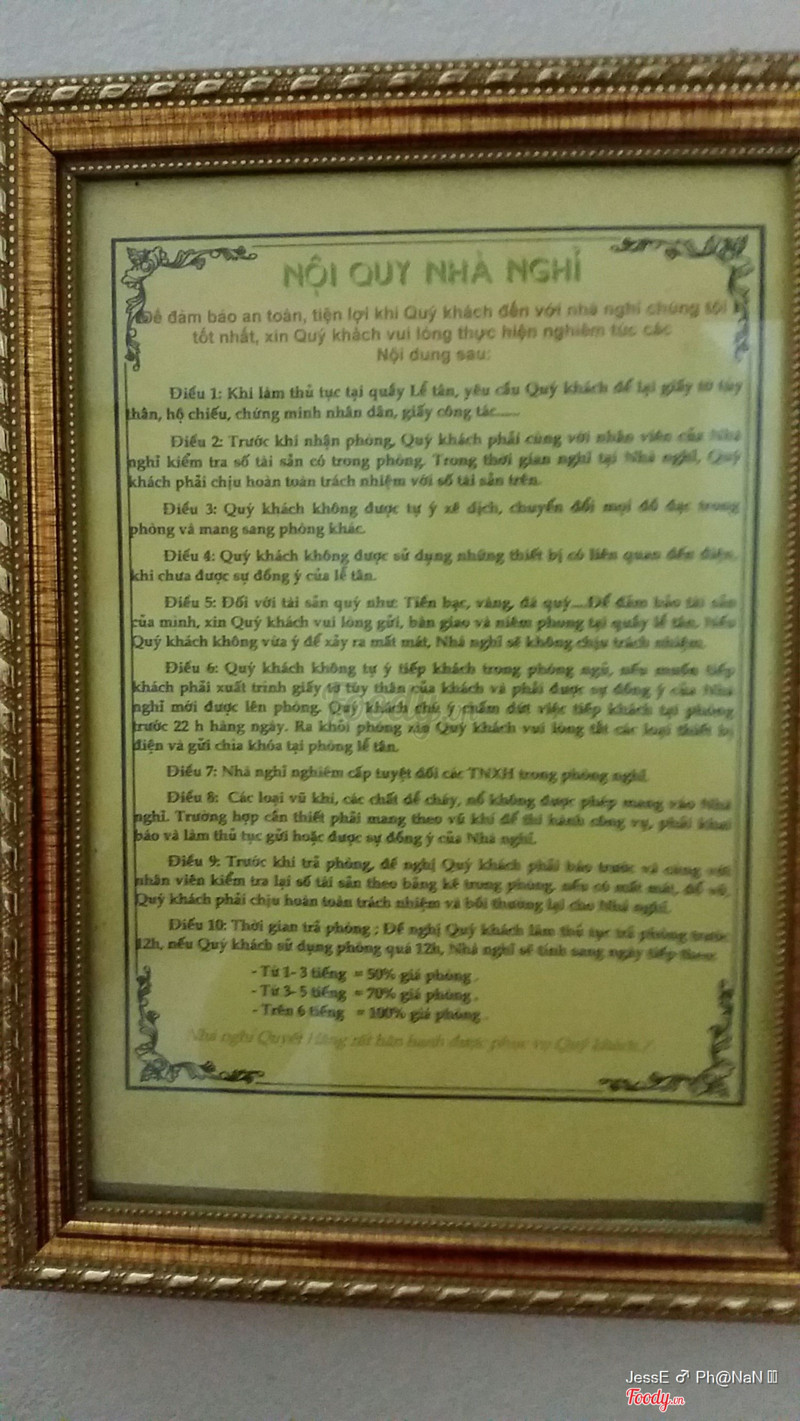 NỘI QUY NHÀ NGHỈ
Để đảm bảo an toàn, tiện lợi khi Quý khách đến với nhà nghỉ chúng tôi
tốt nhất, xin Quý khách vui lòng thực hiện nghiêm túc các
Nội dung sau:
Điều 1: Khi làm thủ tục tại quầy Lễ tân, yêu cầu Quý khách để lại giấy tờ tùy
thân, hộ chiếu, chứng minh nhân dân, giấy công tác......
Điều 2: Trước khi nhận phòng, Quý khách phải cùng với nhân viên của Nhà
nghỉ kiểm tra số tài sản có trong phòng. Trong thời gian nghỉ tại Nhà nghỉ, Quý
khách phải chịu hoàn toàn trách nhiệm với số tài sản trên.
Điều 3: Quý khách không được tự ý xê dịch, chuyển đổi mọi đồ đạc trong
phòng và mang sang phòng khác.
Điều 4: Quý khách không được sử dụng những thiết bị có liên quan đến điện,
khi chưa được sự đồng ý của lễ tân.
Điều 5: Đối với tài sản quý như: Tiền bạc, vàng, đá quý....Để đảm bảo tài sản
của mình, xin Quý khách vui lòng gửi, bàn giao và niêm phong tại quầy lễ tân. Nếu
Quý khách không vừa ý để xảy ra mất mát, Nhà nghỉ sẽ không chịu trách nhiệm.
Điều 6: Quý khách không tự ý tiếp khách trong phòng ngủ, nếu muốn tiếp
khách phải xuất trình giấy tờ tùy thân của khách và phải được sự đồng ý của Nhà
nghỉ mới được lên phòng. Quý khách chú ý chấm dứt việc tiếp khách tại phòng
trước 22 h hàng ngày. Ra khỏi phòng xin Quý khách vui lòng tắt các loại thiết bị
điện và gửi chìa khóa tại phòng lễ tân.
Điều 7: Nhà nghỉ nghiêm cấp tuyệt đối các TNXH trong phòng nghỉ.
Điều 8: Các loại vũ khí, các chất dễ cháy, nổ không được phép mang vào Nhà
nghỉ. Trường hợp cần thiết phải mang theo vũ khí để thi hành công vụ, phải khai
báo và làm thủ tục gửi hoặc được sự đồng ý của Nhà nghỉ.
Điều 9: Trước khi trả phòng, đề nghị Quý khách phải báo trước và cùng với
nhân viên kiểm tra lại số tài sản theo bảng kê trong phòng, nếu có mất mát, đổ vỡ
Quý khách phải chịu hoàn toàn trách nhiệm và bồi thường lại cho Nhà nghỉ.
Điều 10: Thời gian trả phòng ; Đề nghị Quý khách làm thủ tục trả phòng trước
12h, nếu Quý khách sử dụng phòng quá 12h, Nhà nghỉ sẽ tính sang ngày tiếp theo:
- Từ 1- 3 tiếng = 50% giá phòng .
- Từ 3- 5 tiếng = 70% giá phòng .
- Trên 6 tiếng = 100% giá phòng .
Nhà nghỉ Quyết Hằng rất hân hạnh được phục vụ Quý khách !
JessE ♂ Ph@NaN
Foody.vn